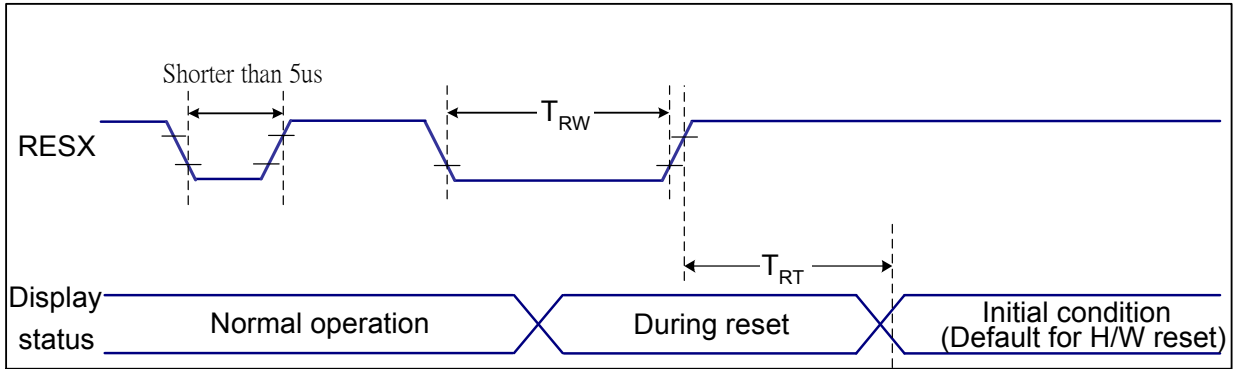 Shorter than 5us
RESX
TRW
TRT
Display
status
Normal operation
During reset
Initial condition
(Default for H/W reset)